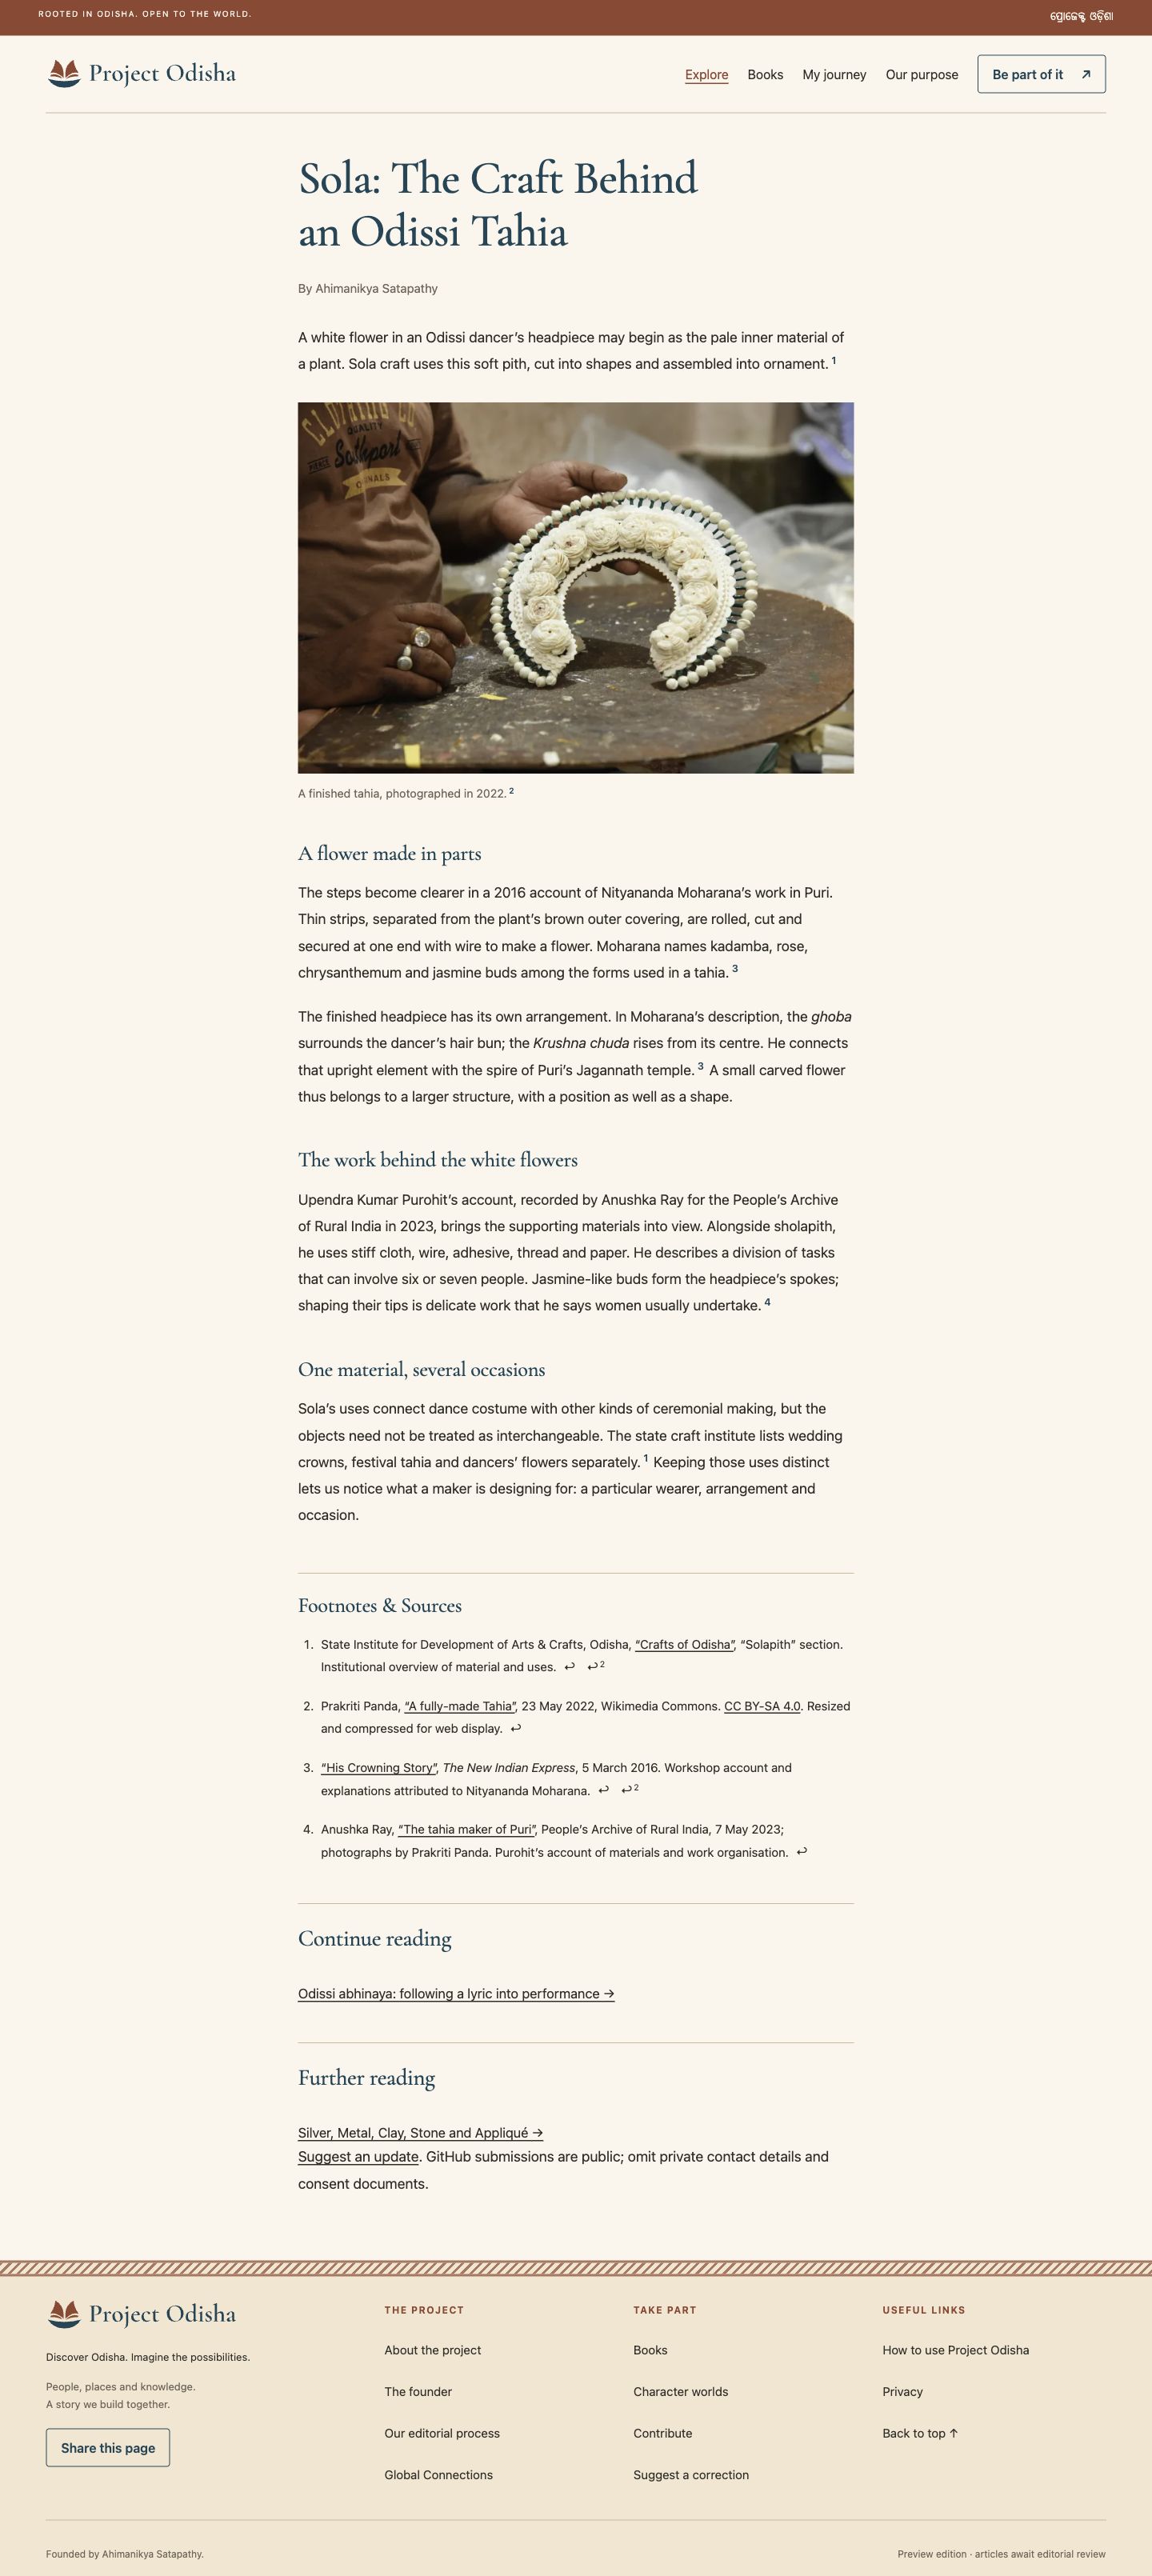 ROOTED IN ODISHA. OPEN TO THE WORLD.
ପ୍ରୋଜେକ୍ଟ ଓଡ଼ିଶା
Project Odisha
Explore
Books
My journey
Our purpose
Be part of it ↗
Sola: The Craft Behind
an Odissi Tahia
By Ahimanikya Satapathy
A white flower in an Odissi dancer’s headpiece may begin as the pale inner material of
a plant. Sola craft uses this soft pith, cut into shapes and assembled into ornament. 1
CLOTHING CO
QUALITY
Sothport
A finished tahia, photographed in 2022. 2
A flower made in parts
The steps become clearer in a 2016 account of Nityananda Moharana’s work in Puri.
Thin strips, separated from the plant’s brown outer covering, are rolled, cut and
secured at one end with wire to make a flower. Moharana names kadamba, rose,
chrysanthemum and jasmine buds among the forms used in a tahia. 3
The finished headpiece has its own arrangement. In Moharana’s description, the ghoba
surrounds the dancer’s hair bun; the Krushna chuda rises from its centre. He connects
that upright element with the spire of Puri’s Jagannath temple. 3 A small carved flower
thus belongs to a larger structure, with a position as well as a shape.
The work behind the white flowers
Upendra Kumar Purohit’s account, recorded by Anushka Ray for the People’s Archive
of Rural India in 2023, brings the supporting materials into view. Alongside sholapith,
he uses stiff cloth, wire, adhesive, thread and paper. He describes a division of tasks
that can involve six or seven people. Jasmine-like buds form the headpiece’s spokes;
shaping their tips is delicate work that he says women usually undertake. 4
One material, several occasions
Sola’s uses connect dance costume with other kinds of ceremonial making, but the
objects need not be treated as interchangeable. The state craft institute lists wedding
crowns, festival tahia and dancers’ flowers separately. 1 Keeping those uses distinct
lets us notice what a maker is designing for: a particular wearer, arrangement and
occasion.
Footnotes & Sources
1. State Institute for Development of Arts & Crafts, Odisha, “Crafts of Odisha”, “Solapith” section.
Institutional overview of material and uses. ↩ ↩2
2. Prakriti Panda, “A fully-made Tahia”, 23 May 2022, Wikimedia Commons. CC BY-SA 4.0. Resized
and compressed for web display. ↩
3. “His Crowning Story”, The New Indian Express, 5 March 2016. Workshop account and
explanations attributed to Nityananda Moharana. ↩ ↩2
4. Anushka Ray, “The tahia maker of Puri”, People’s Archive of Rural India, 7 May 2023;
photographs by Prakriti Panda. Purohit’s account of materials and work organisation. ↩
Continue reading
Odissi abhinaya: following a lyric into performance →
Further reading
Silver, Metal, Clay, Stone and Appliqué →
Suggest an update. GitHub submissions are public; omit private contact details and
consent documents.
Project Odisha
Discover Odisha. Imagine the possibilities.
People, places and knowledge.
A story we build together.
Share this page
THE PROJECT
About the project
The founder
Our editorial process
Global Connections
TAKE PART
Books
Character worlds
Contribute
Suggest a correction
USEFUL LINKS
How to use Project Odisha
Privacy
Back to top ↑
Founded by Ahimanikya Satapathy.
Preview edition · articles await editorial review